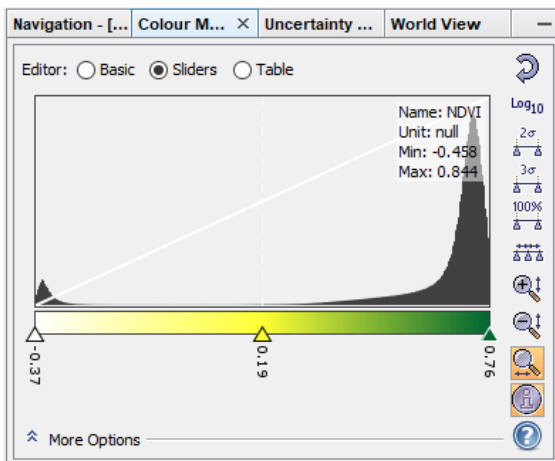 Navigation - [... Colour M... × Uncertainty ... World View
Editor: Basic Sliders Table
Log10
Name: NDVI
Unit: null
Min: -0.458
Max: 0.844
2σ
3σ
100%
-0.37 0.19 0.76
More Options